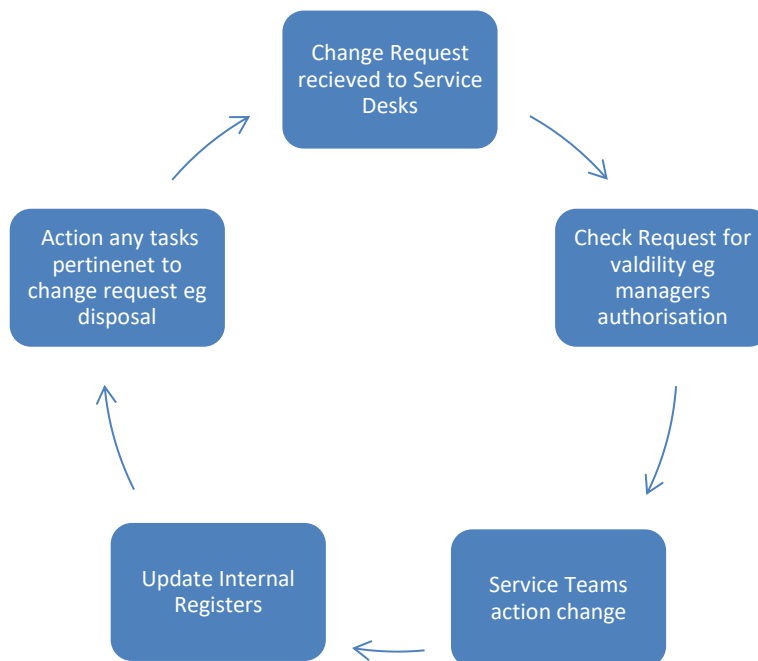 Change Request
recieved to Service
Desks
Check Request for
valdility eg
managers
authorisation
Service Teams
action change
Update Internal
Registers
Action any tasks
pertinenet to
change request eg
disposal